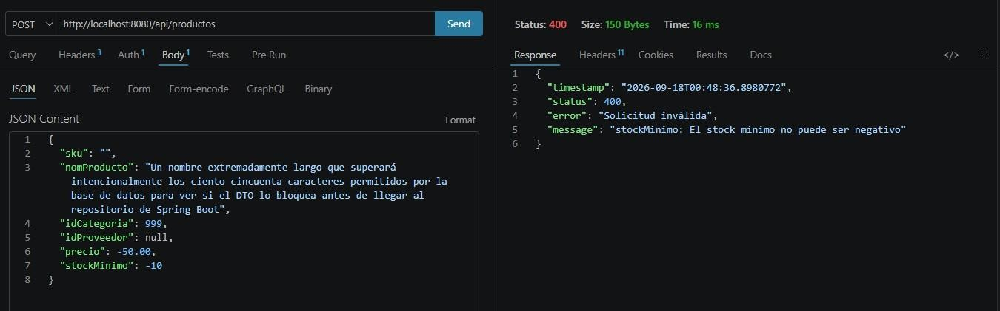 POST http://localhost:8080/api/productos Send
Query Headers 3 Auth 1 Body 1 Tests Pre Run
JSON XML Text Form Form-encode GraphQL Binary
JSON Content Format
1 {
2 "sku": "",
3 "nomProducto": "Un nombre extremadamente largo que superará
intencionalmente los ciento cincuenta caracteres permitidos por la
base de datos para ver si el DTO lo bloquea antes de llegar al
repositorio de Spring Boot",
4 "idCategoria": 999,
5 "idProveedor": null,
6 "precio": -50.00,
7 "stockMinimo": -10
8 }
Status: 400 Size: 150 Bytes Time: 16 ms
Response Headers 11 Cookies Results Docs </>
1 {
2 "timestamp": "2026-09-18T00:48:36.8980772",
3 "status": 400,
4 "error": "Solicitud inválida",
5 "message": "stockMinimo: El stock mínimo no puede ser negativo"
6 }